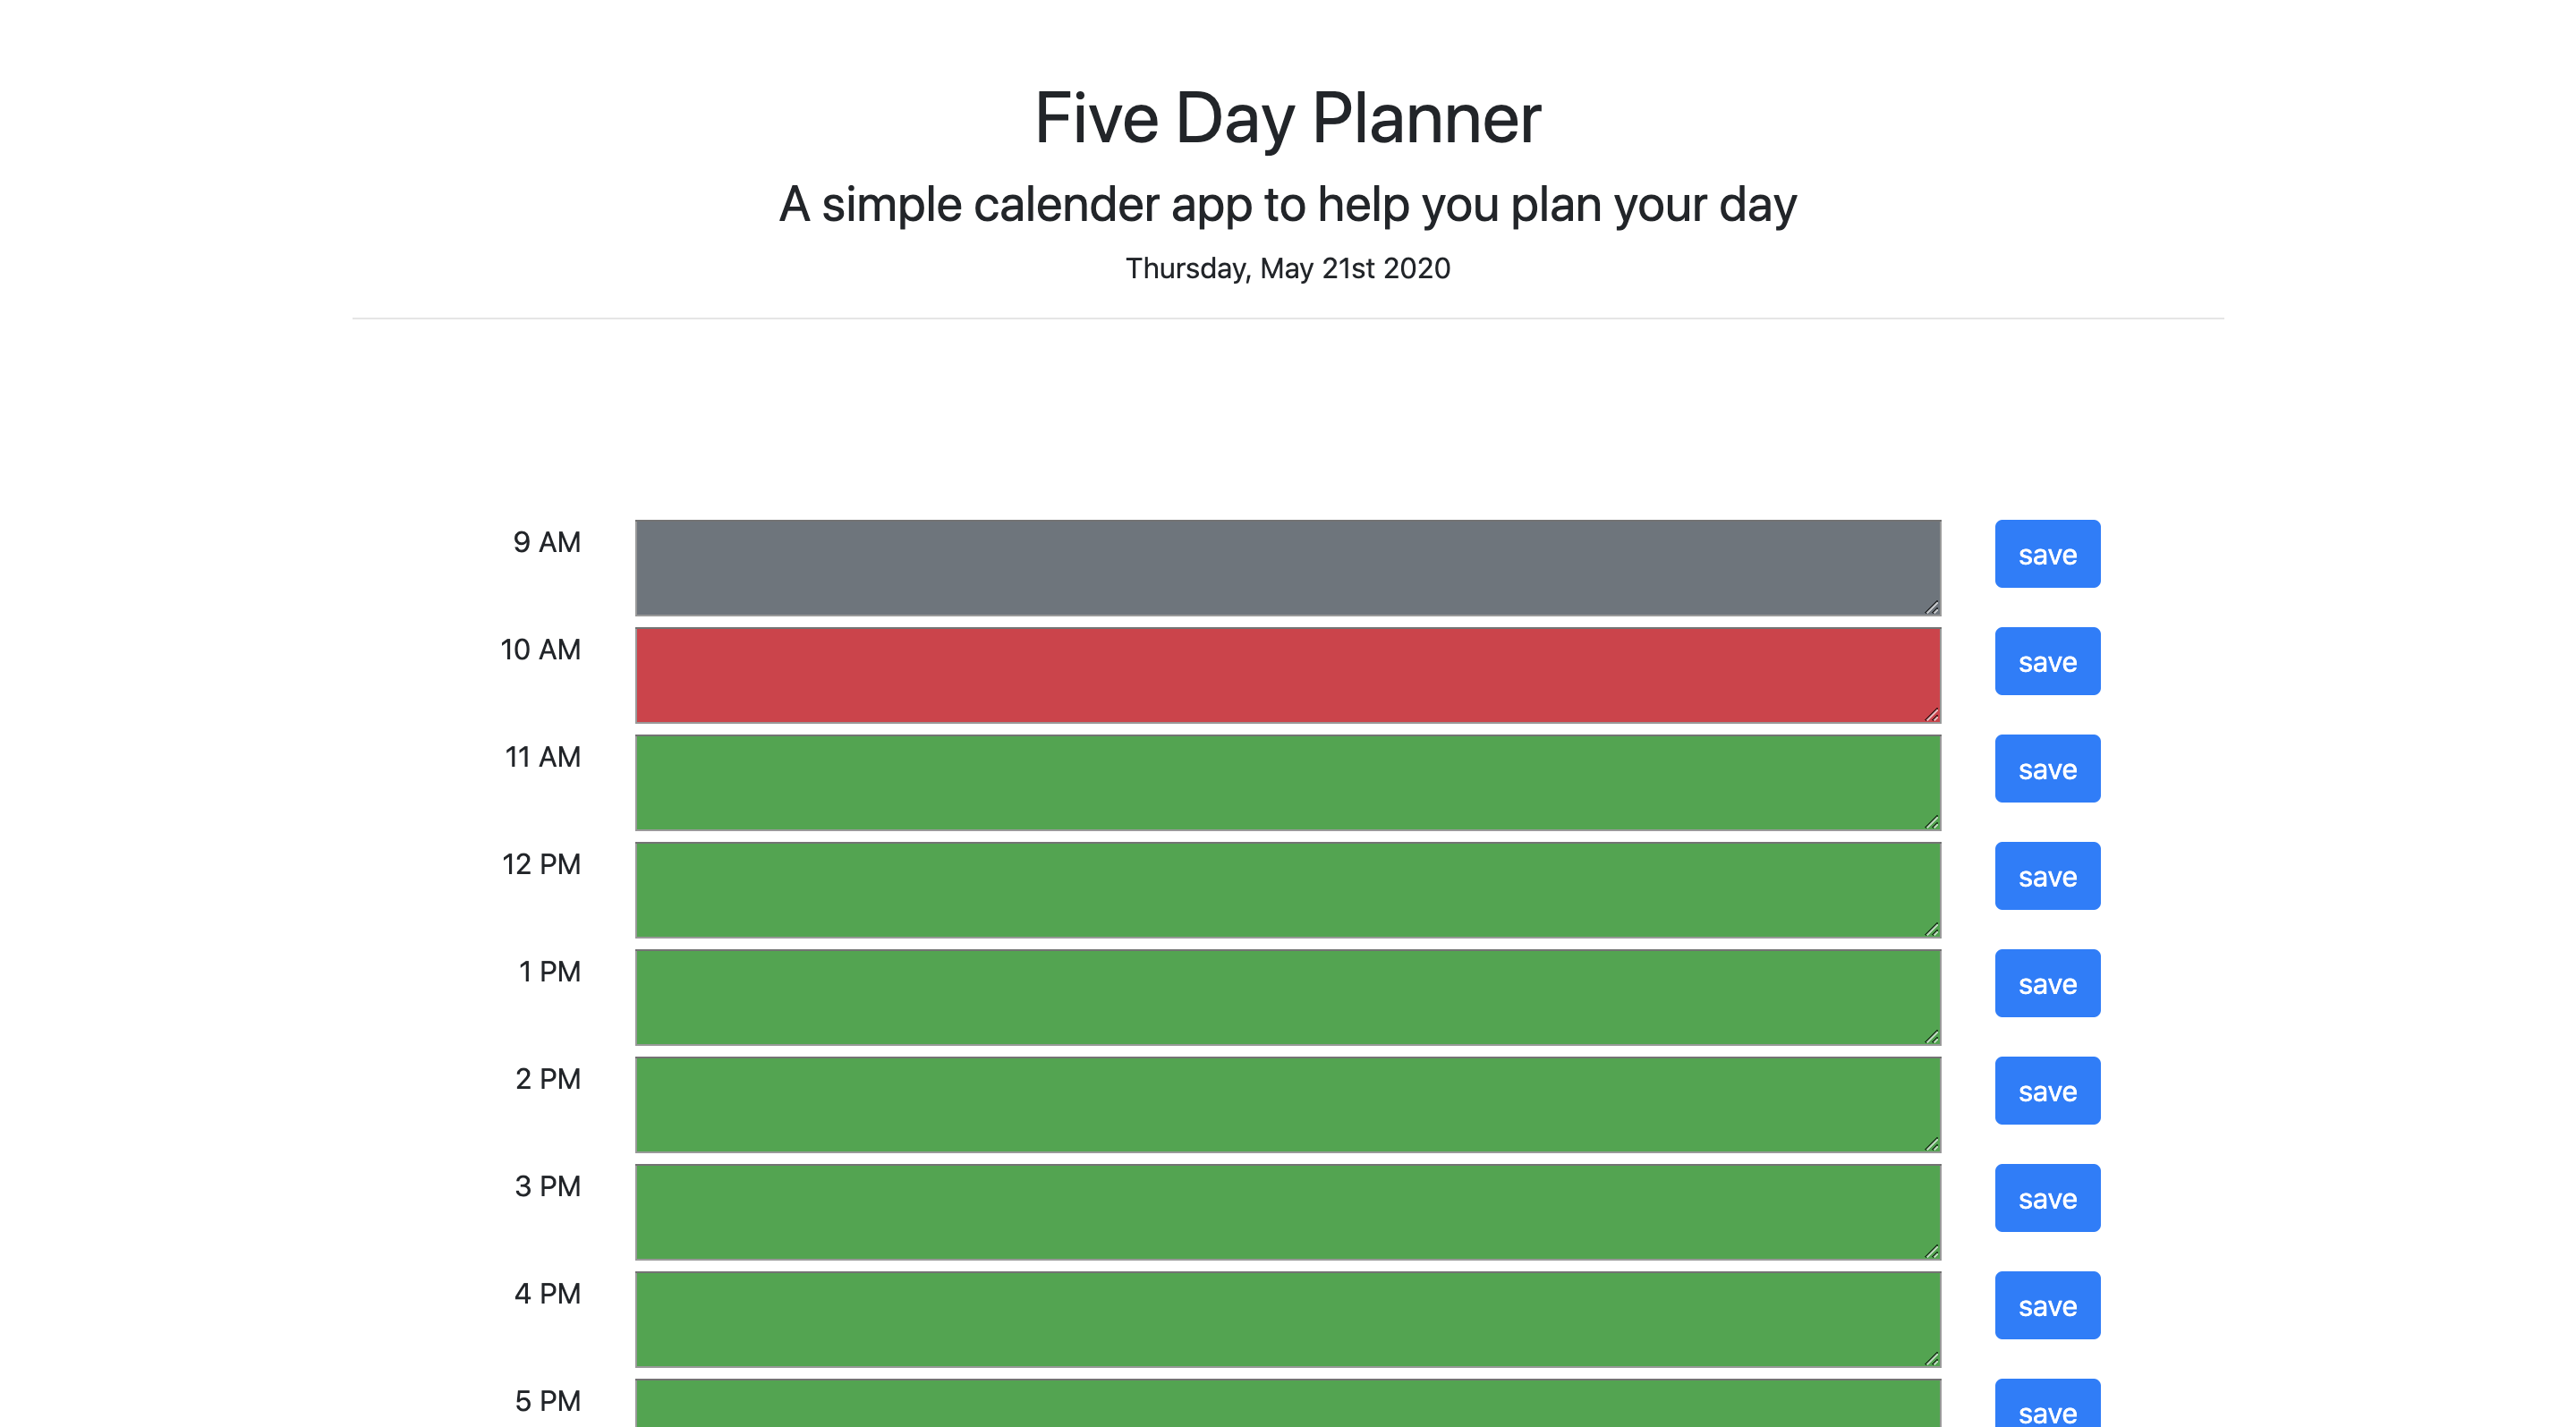 Five Day Planner
A simple calender app to help you plan your day
Thursday, May 21st 2020
9 AM save
10 AM save
11 AM save
12 PM save
1 PM save
2 PM save
3 PM save
4 PM save
5 PM save